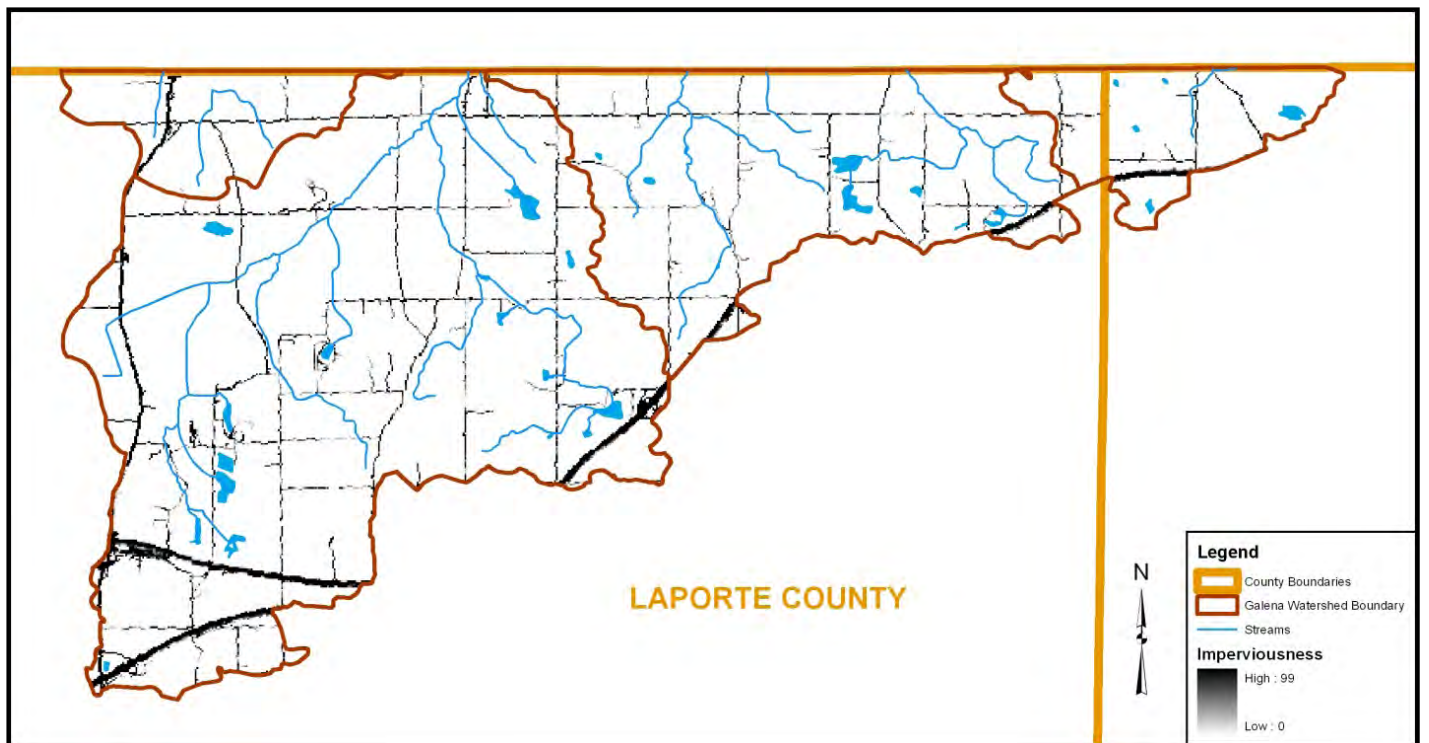 LAPORTE COUNTY
N
Legend
County Boundaries
Galena Watershed Boundary
Streams
Imperviousness
High : 99
Low : 0